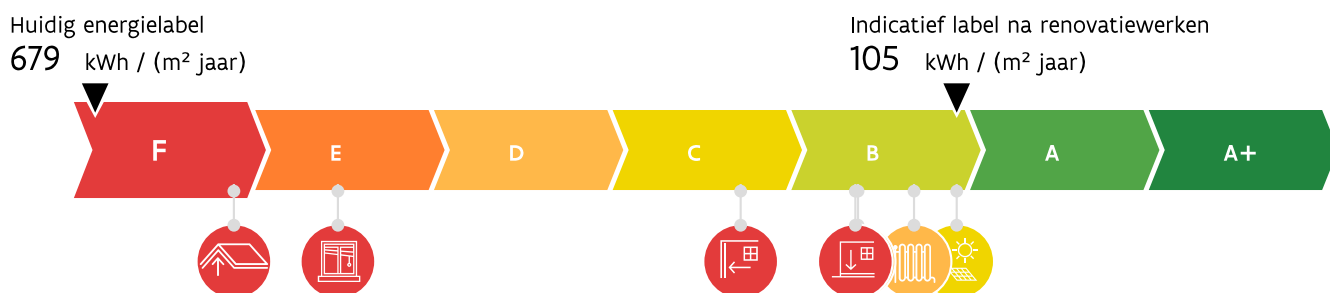 Huidig energielabel
679 kWh / (m² jaar)
Indicatief label na renovatiewerken
105 kWh / (m² jaar)
F E D C B A A+